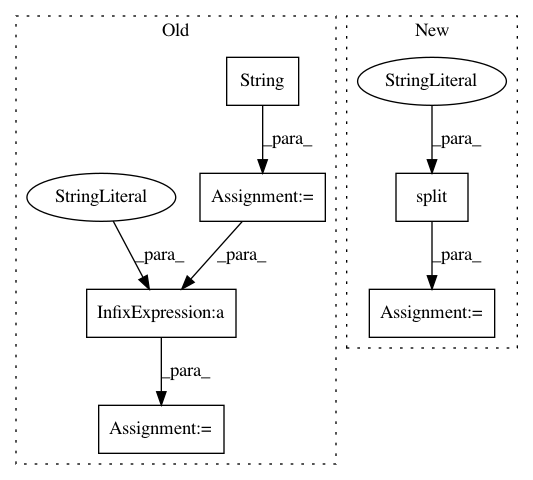 Old
New
String
StringLiteral
_para_
_para_
StringLiteral
Assignment:=
split
_para_
_para_
_para_
InfixExpression:a
Assignment:=
_para_
Assignment:=